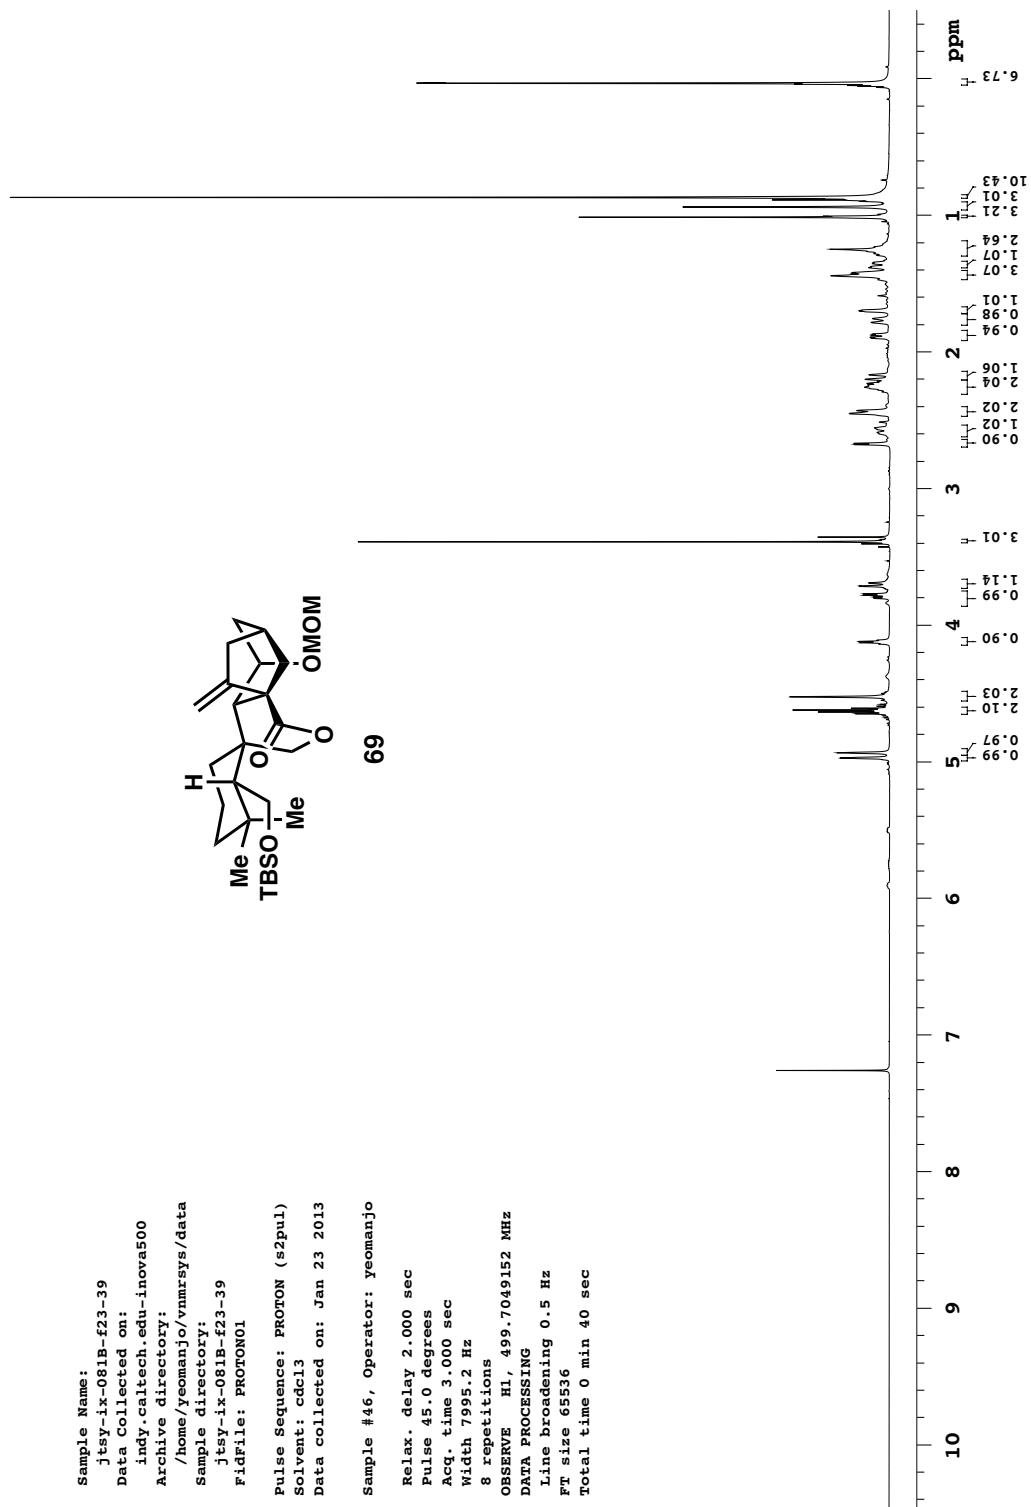 Sample Name:
jtsy-ix-081B-f23-39
Data Collected on:
indy.caltech.edu-inova500
Archive directory:
/home/yeomanjo/vnmrsys/data
Sample directory:
jtsy-ix-081B-f23-39
FidFile: PROTON01
Pulse Sequence: PROTON (s2pul)
Solvent: cdcl3
Data collected on: Jan 23 2013
Sample #46, Operator: yeomanjo
Relax. delay 2.000 sec
Pulse 45.0 degrees
Acq. time 3.000 sec
Width 7995.2 Hz
8 repetitions
OBSERVE H1, 499.7049152 MHz
DATA PROCESSING
Line broadening 0.5 Hz
FT size 65536
Total time 0 min 40 sec
H
Me
TBSO
Me
O
O
OMOM
69
10 9 8 7 6 5 4 3 2 1 ppm
0.99
0.97
2.10
2.03
0.90
0.99
1.14
3.01
0.90
1.02
2.02
2.04
1.06
0.94
0.98
1.01
3.07
1.07
2.64
3.21
3.01
10.43
6.73